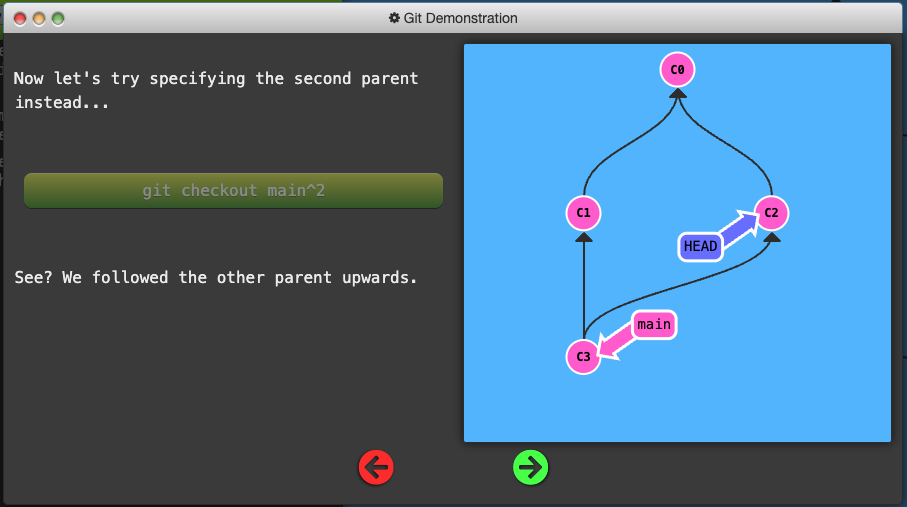 Git Demonstration
Now let's try specifying the second parent
instead...
git checkout main^2
See? We followed the other parent upwards.
C0
C1
C2
HEAD
main
C3